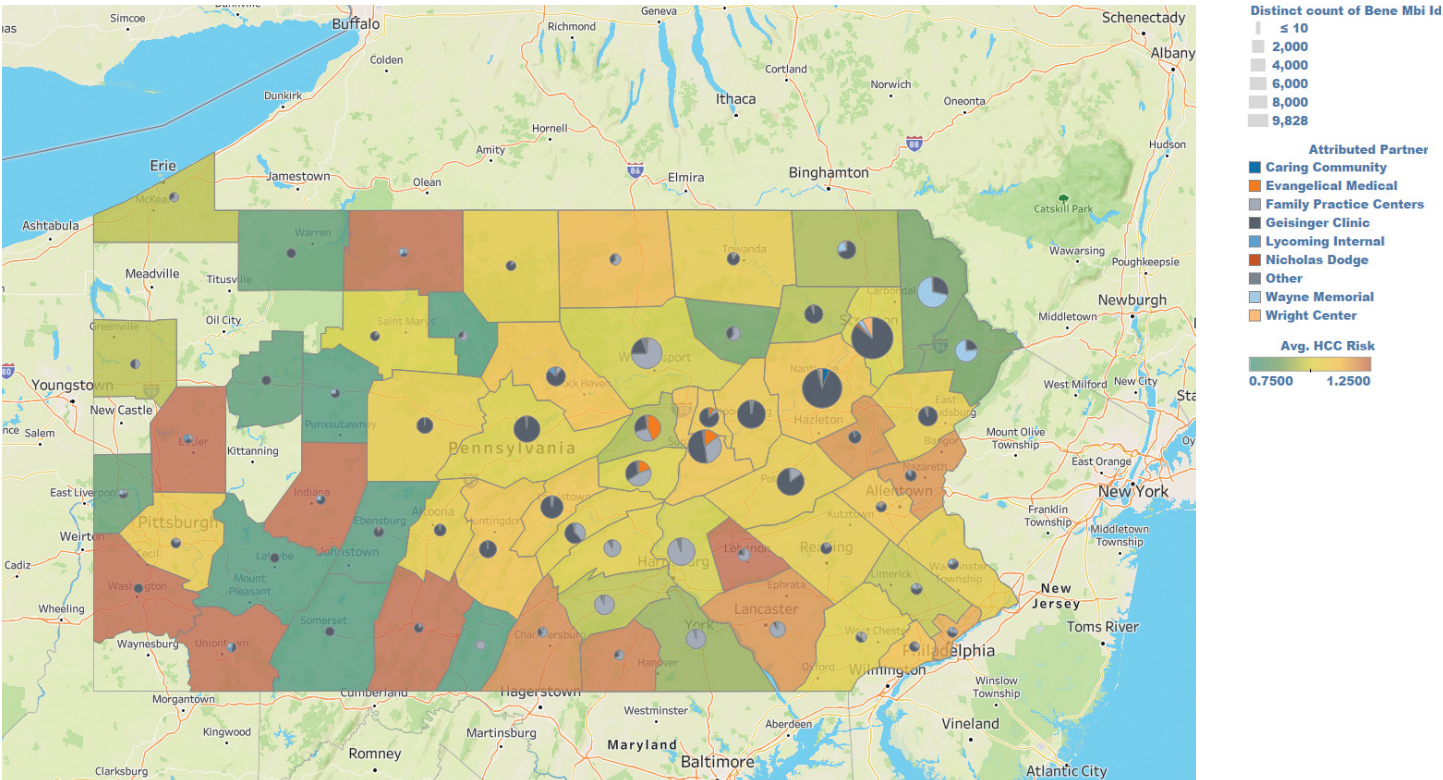 Simcoe
Dunkirk
Buffalo
Geneva
Richmond
Schenectady
Albany
Colden
Cortland
Norwich
Ithaca
Oneonta
Hornell
88
Hudson
Amity
86
Elmira
Binghamton
Erie
Jamestown
Olean
McKean
Catskill Park
Ashtabula
Warren
Towanda
Wawarsing
Poughkeepsie
Meadville
Titusville
Carbondale
Newburgh
Oil City
Saint Marys
Middletown
Greenville
Scranton
Williamsport
80
Youngstown
Lock Haven
Nanticoke
West Milford
New City
New Castle
Punxsutawney
Hazleton
East
Stroudsburg
Salem
Butler
Kittanning
Pennsylvania
Bangor
Mount Olive
Township
East Orange
East Liverpool
Indiana
Nazareth
Allentown
New York
Pittsburgh
Ebensburg
Altoona
Huntingdon
Kutztown
Franklin
Township
Weirton
Cecil
Latrobe
Johnstown
Harrisburg
Lebanon
Reading
Middletown
Township
Cadiz
Washington
Mount
Pleasant
Ephrata
Limerick
Warminster
Township
New
Jersey
Wheeling
Somerset
Lancaster
Uniontown
Chambersburg
York
West Chester
Philadelphia
Toms River
Waynesburg
Hanover
Oxford
Wilmington
Morgantown
Cumberland
Hagerstown
Winslow
Township
Westminster
Kingwood
Martinsburg
Aberdeen
Vineland
Romney
Maryland
Baltimore
Clarksburg
Atlantic City
Distinct count of Bene Mbi Id
≤ 10
2,000
4,000
6,000
8,000
9,828
Attributed Partner
Caring Community
Evangelical Medical
Family Practice Centers
Geisinger Clinic
Lycoming Internal
Nicholas Dodge
Other
Wayne Memorial
Wright Center
Avg. HCC Risk
0.7500 1.2500